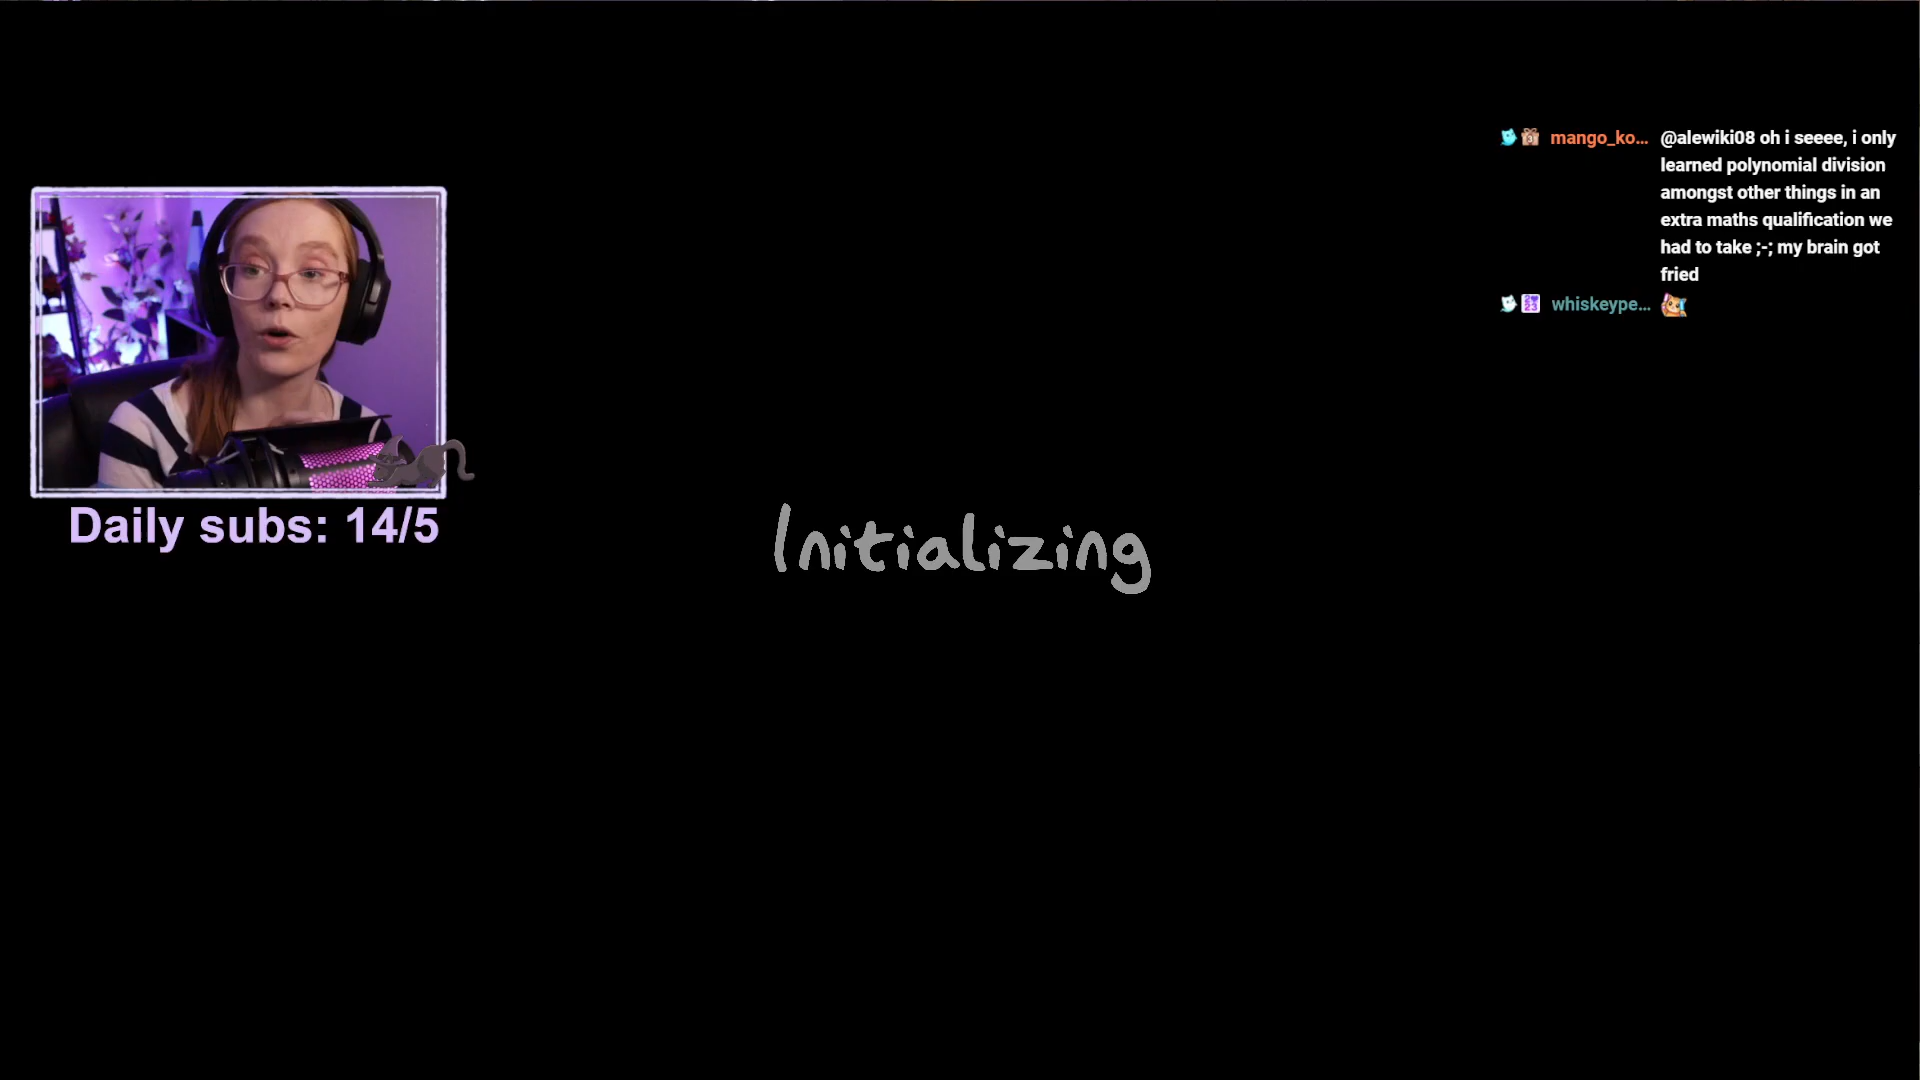 mango_ko... @alewiki08 oh i seeee, i only
learned polynomial division
amongst other things in an
extra maths qualification we
had to take ;-; my brain got
fried
whiskeype...
Daily subs: 14/5
Initializing